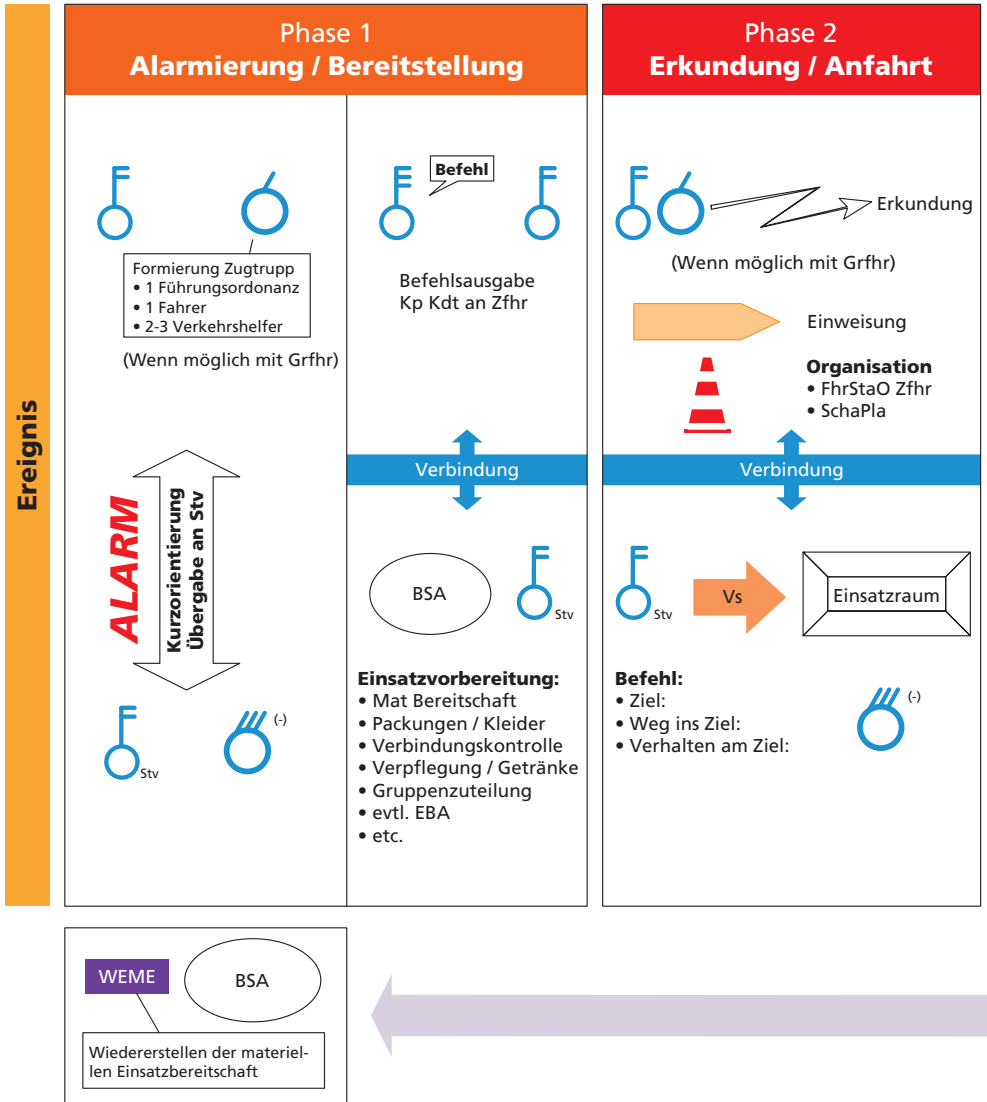 Ereignis
Phase 1
Alarmierung / Bereitstellung
Formierung Zugtrupp
• 1 Führungsordonanz
• 1 Fahrer
• 2-3 Verkehrshelfer
(Wenn möglich mit Grfhr)
ALARM
Kurzorientierung
Übergabe an Stv
Stv
(-)
Befehl
Befehlsausgabe
Kp Kdt an Zfhr
Verbindung
BSA
Stv
Einsatzvorbereitung:
• Mat Bereitschaft
• Packungen / Kleider
• Verbindungskontrolle
• Verpflegung / Getränke
• Gruppenzuteilung
• evtl. EBA
• etc.
Phase 2
Erkundung / Anfahrt
Erkundung
(Wenn möglich mit Grfhr)
Einweisung
Organisation
• FhrStaO Zfhr
• SchaPla
Verbindung
Stv
Vs
Einsatzraum
Befehl:
• Ziel:
• Weg ins Ziel:
• Verhalten am Ziel:
(-)
WEME
BSA
Wiedererstellen der materiel-
len Einsatzbereitschaft